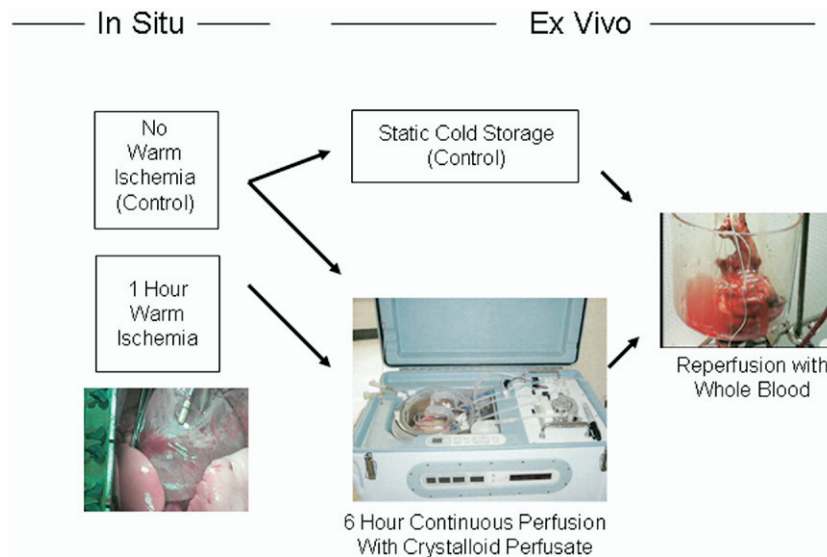 In Situ
Ex Vivo
No
Warm
Ischemia
(Control)
Static Cold Storage
(Control)
1 Hour
Warm
Ischemia
Reperfusion with
Whole Blood
6 Hour Continuous Perfusion
With Crystalloid Perfusate